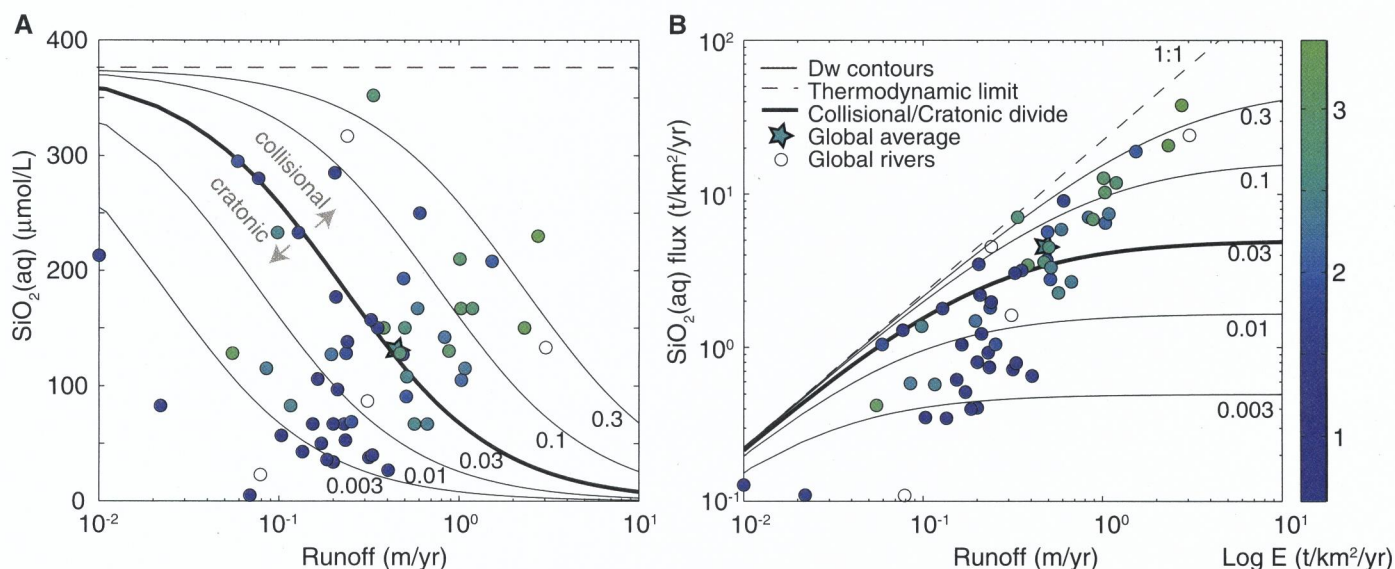 A
400
300
200
100
0
SiO₂(aq) (μmol/L)
collisional
cratonic
0.3
0.1
0.03
0.01
0.003
10⁻²
10⁻¹
10⁰
10¹
Runoff (m/yr)
B
10²
10¹
10⁰
10⁻¹
SiO₂(aq) flux (t/km²/yr)
Dw contours
Thermodynamic limit
Collisional/Cratonic divide
Global average
Global rivers
1:1
0.3
0.1
0.03
0.01
0.003
10⁻²
10⁻¹
10⁰
10¹
Runoff (m/yr)
3
2
1
Log E (t/km²/yr)